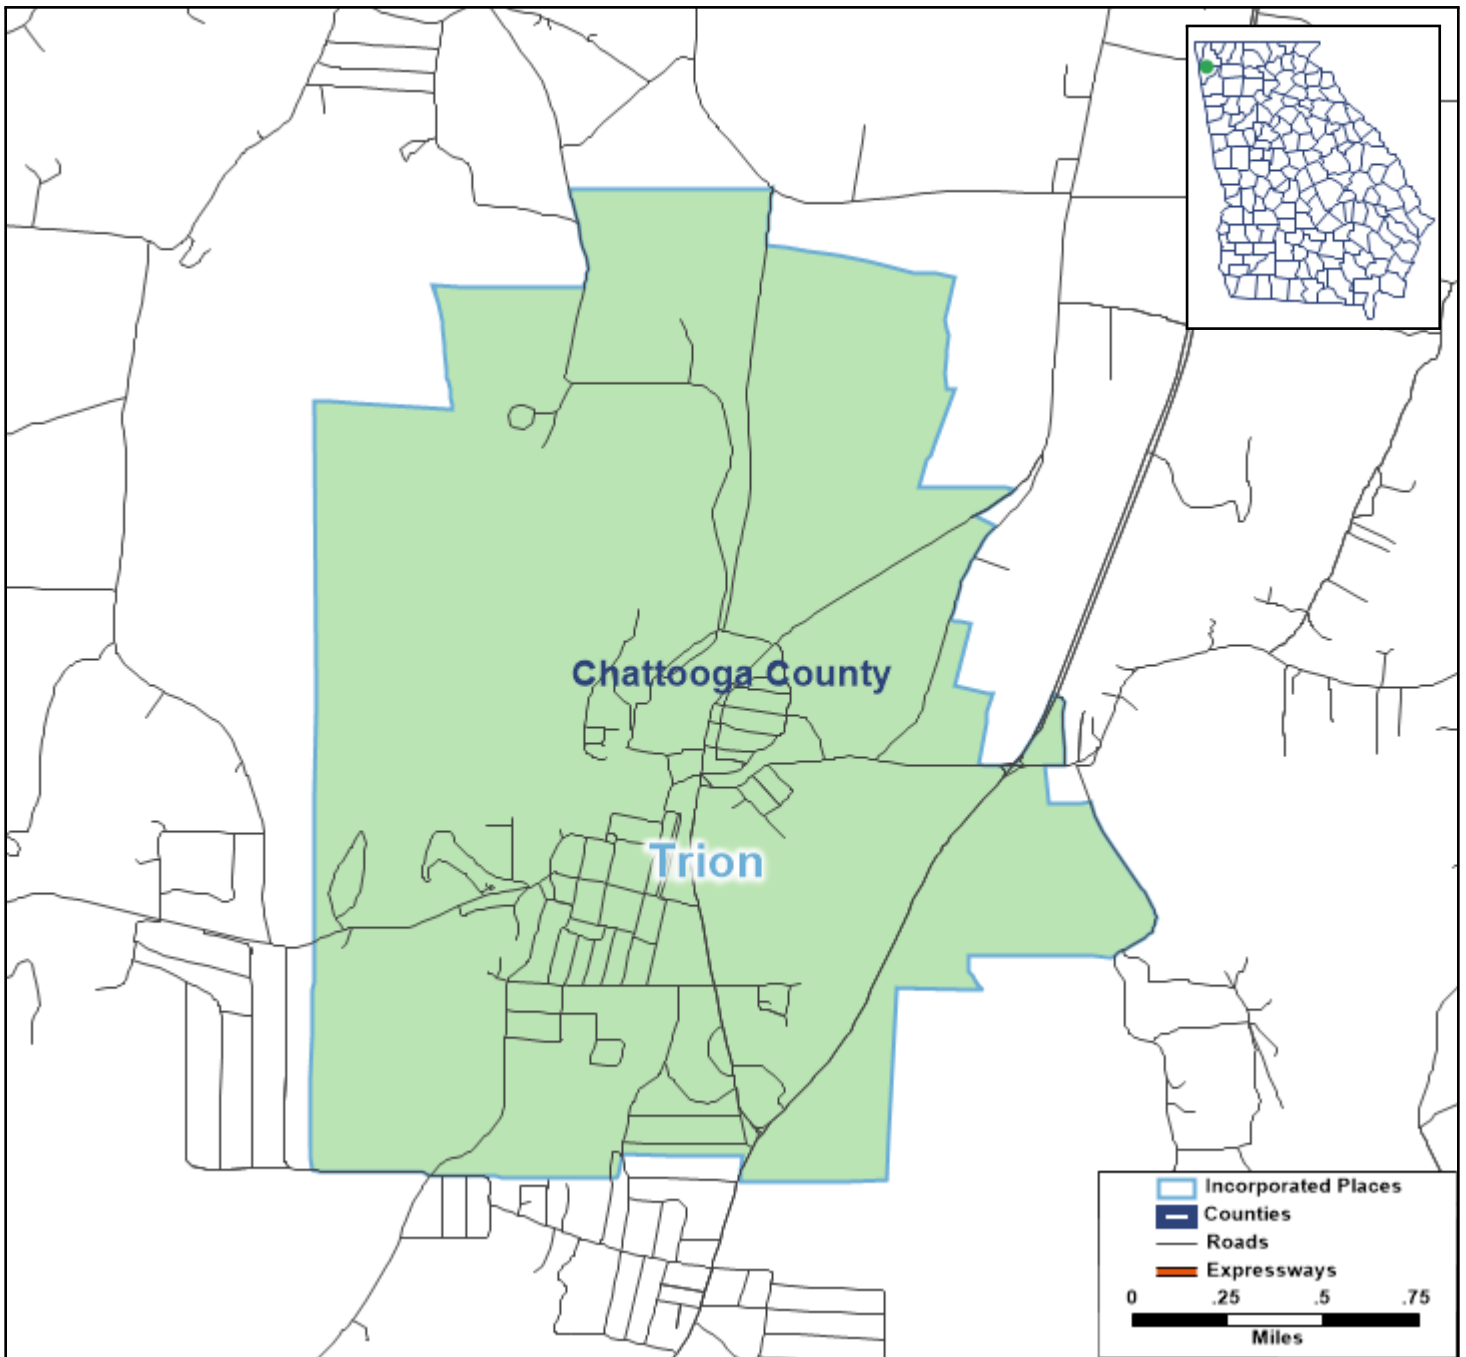 Chattooga County
Trion
Incorporated Places
Counties
Roads
Expressways
0 .25 .5 .75
Miles